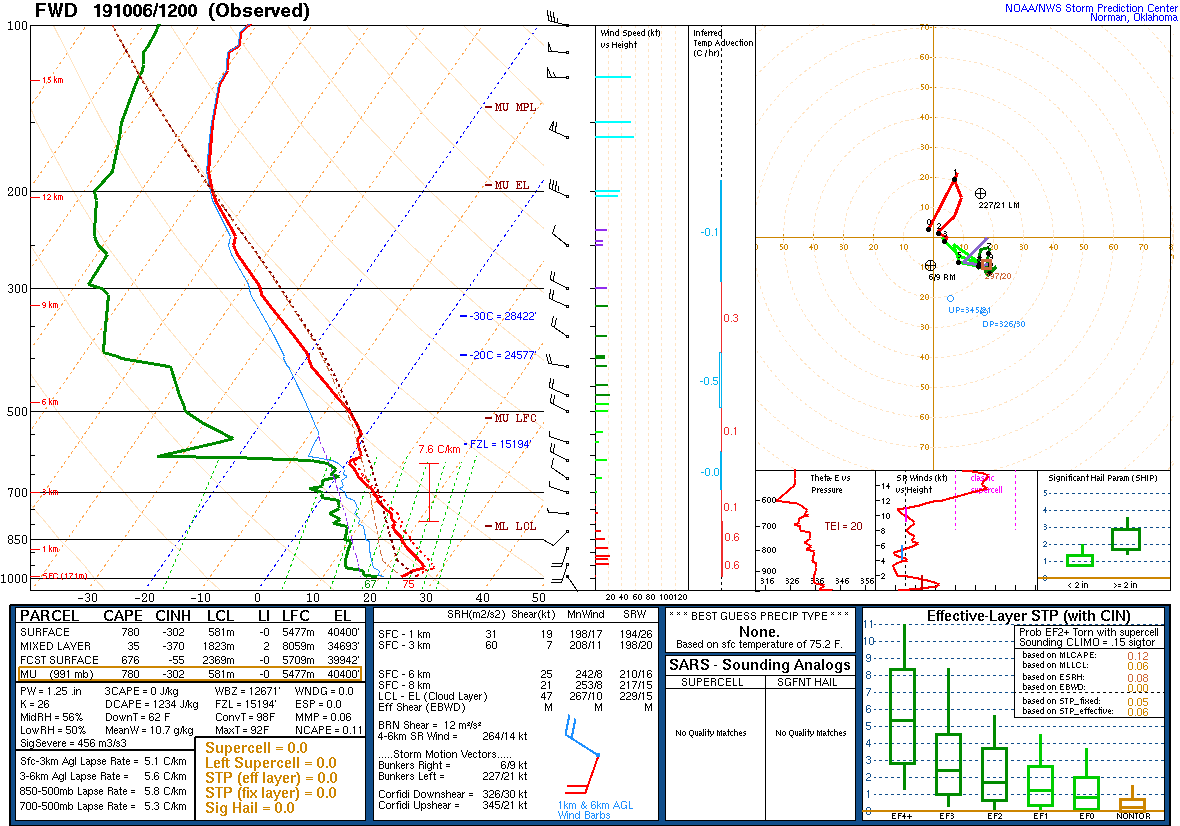 FWD 191006/1200 (Observed)
NOAA/NWS Storm Prediction Center
Norman, Oklahoma
100
200
300
500
700
850
1000
15 km
12 km
9 km
6 km
3 km
1 km
SFC (171m)
MU MPL
MU EL
-30C = 28422'
-20C = 24577'
MU LFC
FZL = 15194'
7.6 C/km
ML LCL
67 75
-30 -20 -10 0 10 20 30 40 50
Wind Speed (kt)
vs Height
20 40 60 80 100120
Inferred
Temp Advection
(C /hr)
-0.1
0.3
-0.5
0.1
-0.0
0.1
0.6
0.6
70
60
50
40
30
20
10
50 40 30 20 10 10 20 30 40 50 60 70 8
10
20
30
40
50
60
70
227/21 LM
6/9 RM
297/20
UP=345/21
DP=326/30
Theta-E vs
Pressure
600
700
800
900
TEI = 20
316 326 336 346 356
SR Winds (kt)
vs Height
classic
supercell
14
10
8
6
4
2
Significant Hail Param (SHIP)
5
4
3
2
1
0
< 2 in >= 2 in
PARCEL CAPE CINH LCL LI LFC EL
SURFACE 780 -302 581m -0 5477m 40400'
MIXED LAYER 35 -370 1823m 2 8059m 34693'
FCST SURFACE 676 -55 2369m -0 5709m 39942'
MU (991 mb) 780 -302 581m -0 5477m 40400'
PW = 1.25 .in 3CAPE = 0 J/kg WBZ = 12671' WNDG = 0.0
K = 26 DCAPE = 1234 J/kg FZL = 15194' ESP = 0.0
MidRH = 56% DownT = 62 F ConvT = 98F MMP = 0.06
LowRH = 50% MeanW = 10.7 g/kg MaxT = 92F NCAPE = 0.11
SigSevere = 456 m3/s3
Sfc-3km Agl Lapse Rate = 5.1 C/km
3-6km Agl Lapse Rate = 5.6 C/km
850-500mb Lapse Rate = 5.8 C/km
700-500mb Lapse Rate = 5.3 C/km
Supercell = 0.0
Left Supercell = 0.0
STP (eff layer) = 0.0
STP (fix layer) = 0.0
Sig Hail = 0.0
SRH(m2/s2) Shear(kt) MnWind SRW
SFC - 1 km 31 19 198/17 194/26
SFC - 3 km 60 7 208/11 198/20
SFC - 6 km 25 242/8 210/16
SFC - 8 km 21 253/8 217/15
LCL - EL (Cloud Layer) 47 267/10 229/15
Eff Shear (EBWD) M M M
BRN Shear = 12 m²/s²
4-6km SR Wind = 264/14 kt
.....Storm Motion Vectors.....
Bunkers Right = 6/9 kt
Bunkers Left = 227/21 kt
Corfidi Downshear = 326/30 kt
Corfidi Upshear = 345/21 kt
1km & 6km AGL
Wind Barbs
* * * BEST GUESS PRECIP TYPE * * *
None.
Based on sfc temperature of 75.2 F.
SARS - Sounding Analogs
SUPERCELL SGFNT HAIL
No Quality Matches No Quality Matches
Effective-Layer STP (with CIN)
Prob EF2+ Torn with supercell
Sounding CLIMO = .15 sigtor
based on MLCAPE: 0.12
based on MLLCL: 0.06
based on ESRH: 0.08
based on EBWD: 0.00
based on STP_fixed: 0.05
based on STP_effective: 0.06
11
10
9
8
7
6
5
4
3
2
1
0
EF4+ EF3 EF2 EF1 EF0 NONTOR